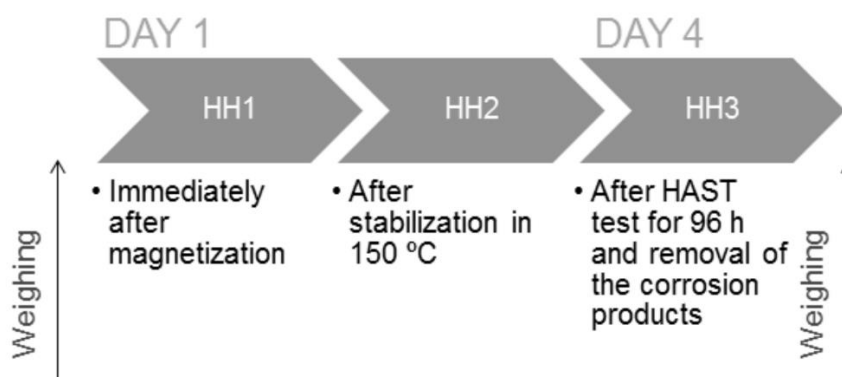 DAY 1
DAY 4
HH1
HH2
HH3
• Immediately
after
magnetization
• After
stabilization in
150 ºC
• After HAST
test for 96 h
and removal of
the corrosion
products
Weighing
Weighing